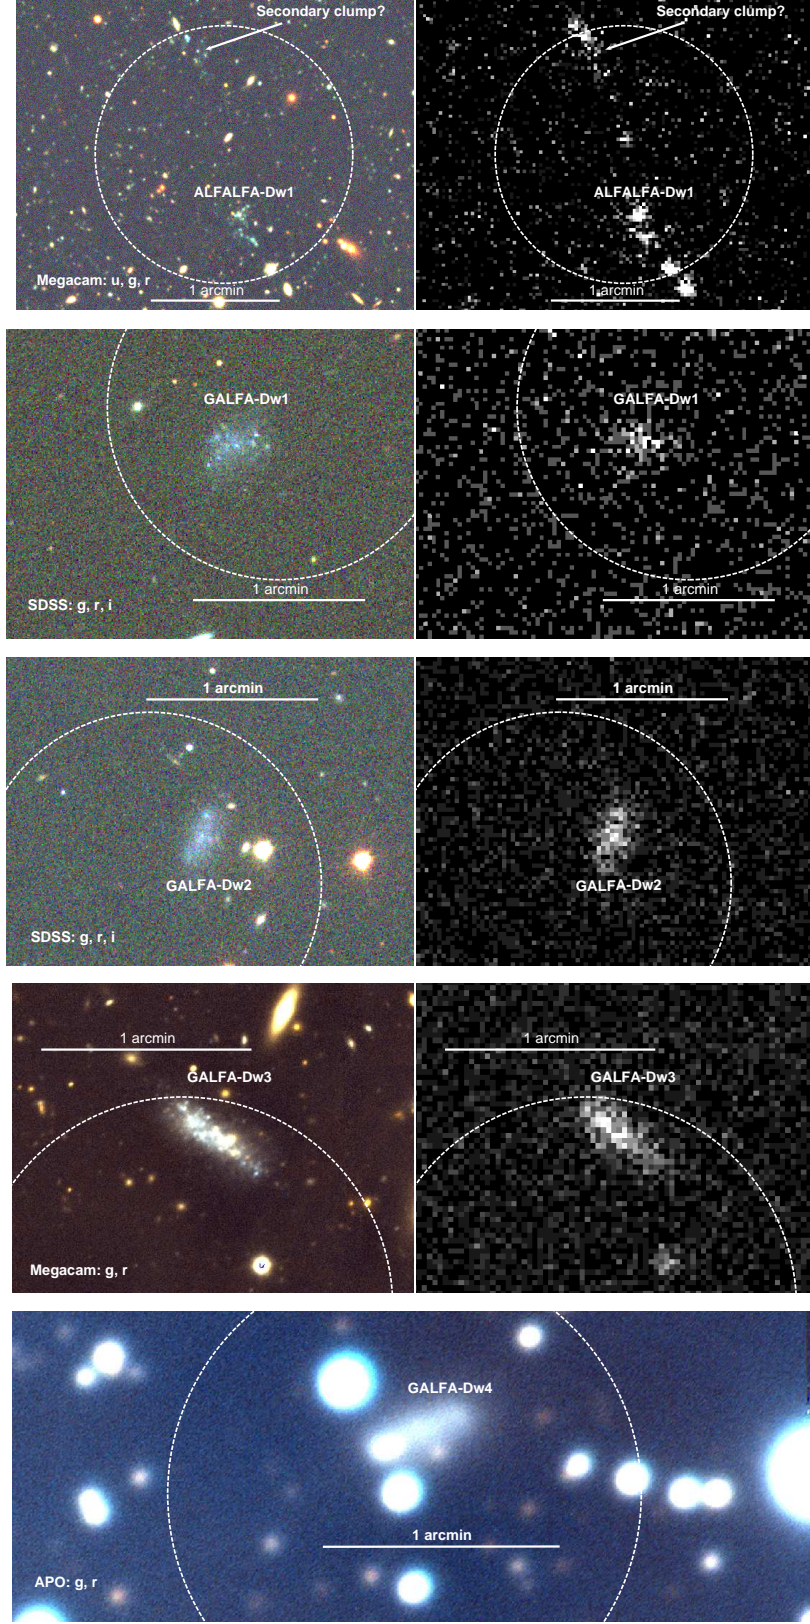 Secondary clump?
Secondary clump?
ALFALFA-Dw1
ALFALFA-Dw1
Megacam: u, g, r
1 arcmin
1 arcmin
GALFA-Dw1
GALFA-Dw1
1 arcmin
1 arcmin
SDSS: g, r, i
1 arcmin
1 arcmin
GALFA-Dw2
GALFA-Dw2
SDSS: g, r, i
1 arcmin
1 arcmin
GALFA-Dw3
GALFA-Dw3
Megacam: g, r
GALFA-Dw4
1 arcmin
APO: g, r